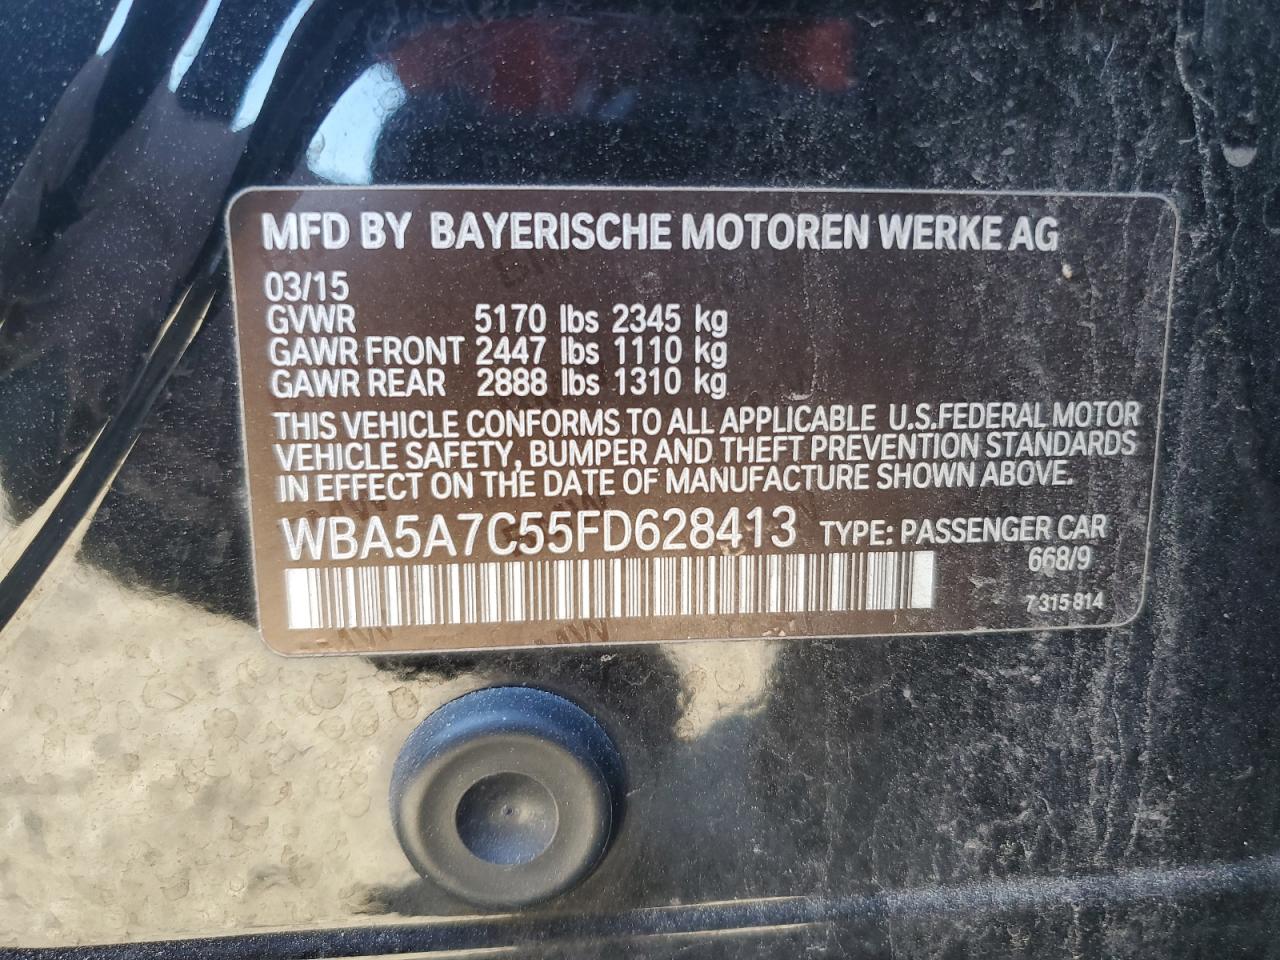 MFD BY BAYERISCHE MOTOREN WERKE AG
03/15
GVWR 5170 lbs 2345 kg
GAWR FRONT 2447 lbs 1110 kg
GAWR REAR 2888 lbs 1310 kg
THIS VEHICLE CONFORMS TO ALL APPLICABLE U.S.FEDERAL MOTOR
VEHICLE SAFETY, BUMPER AND THEFT PREVENTION STANDARDS
IN EFFECT ON THE DATE OF MANUFACTURE SHOWN ABOVE.
WBA5A7C55FD628413 TYPE: PASSENGER CAR
668/9
7 315 814